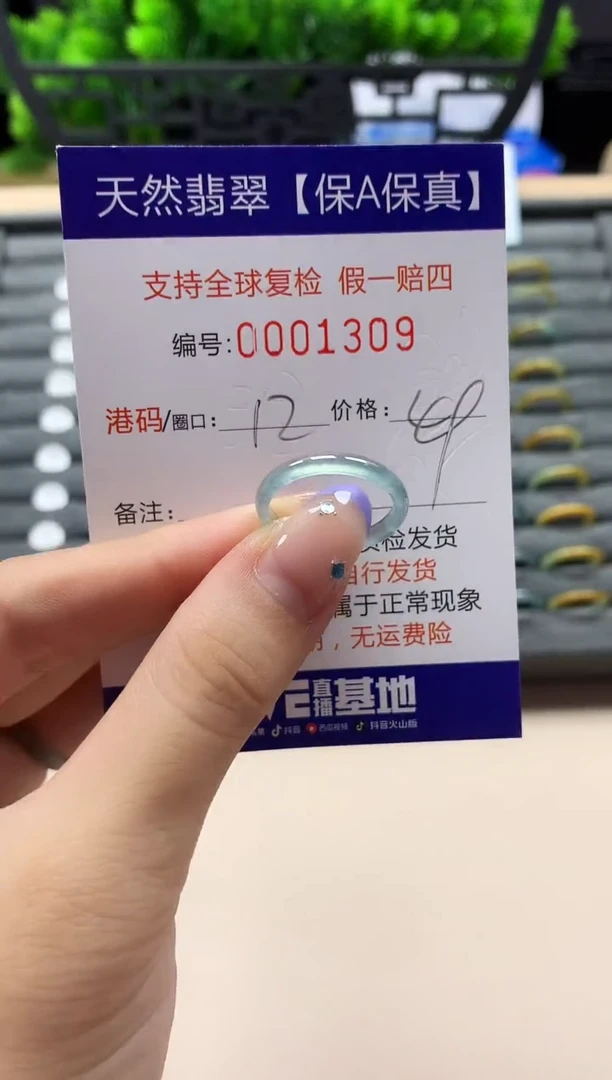 天然翡翠【保A保真】
支持全球复检 假一赔四
编号:0001309
港码/圈口: 12 价格:
备注:
质检发货
自行发货
属于正常现象
,无运费险
直播基地
抖音 西瓜视频 抖音火山版